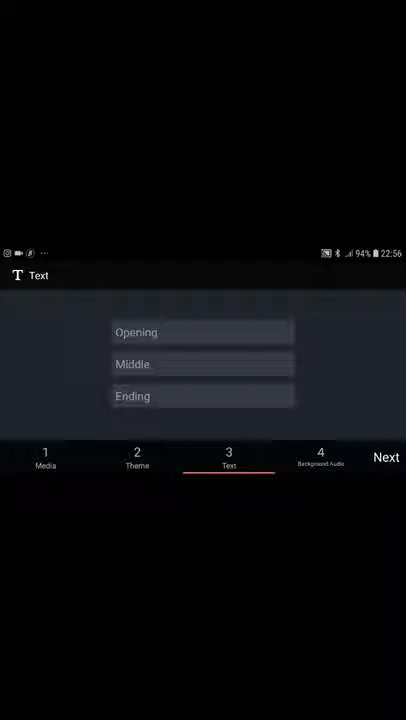 94% 22:56
T Text
Opening
Middle
Ending
1 2 3 4
Media Theme Text Background Audio
Next